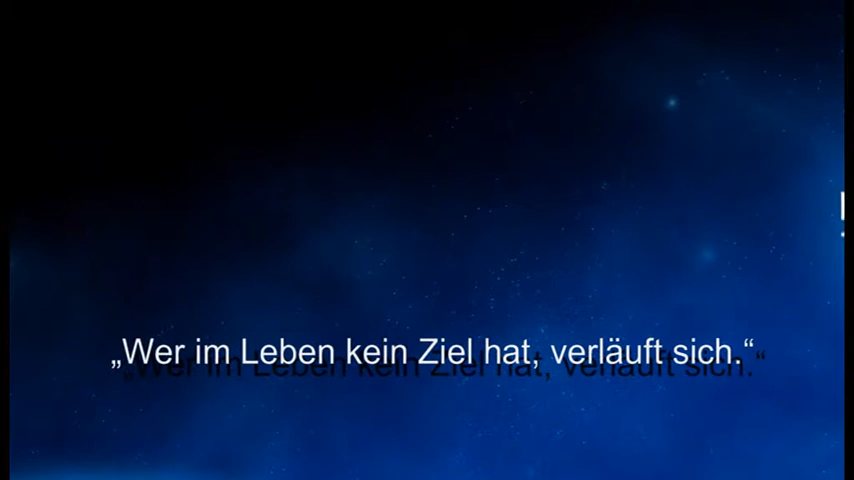 „Wer im Leben kein Ziel hat, verläuft sich.“